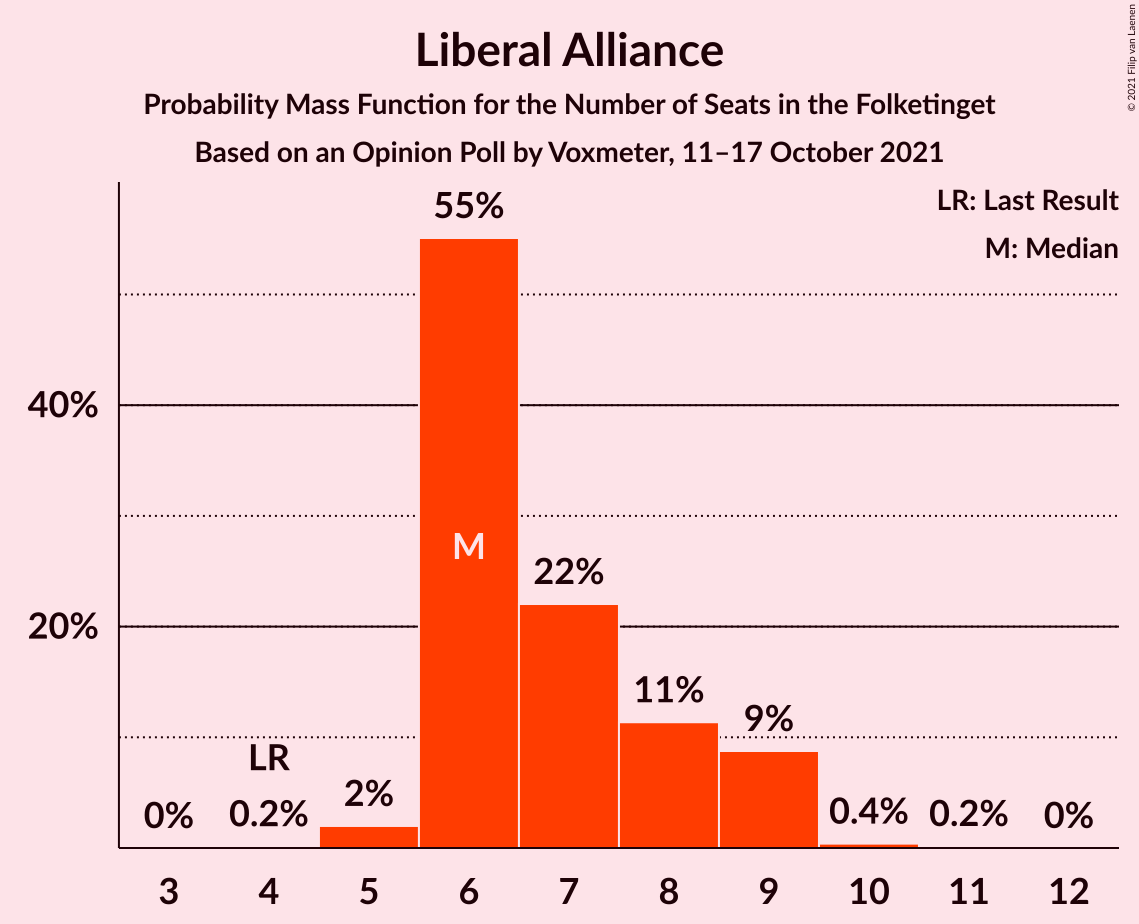 Liberal Alliance
Probability Mass Function for the Number of Seats in the Folketinget
Based on an Opinion Poll by Voxmeter, 11–17 October 2021
© 2021 Filip van Laenen
LR: Last Result
M: Median
55%
40%
M
22%
20%
11%
9%
LR
0%
0.2%
2%
0.4%
0.2%
0%
3 4 5 6 7 8 9 10 11 12